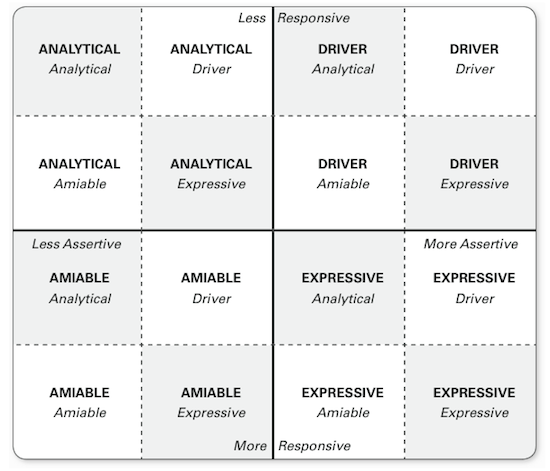 Less Responsive
ANALYTICAL ANALYTICAL DRIVER DRIVER
Analytical Driver Analytical Driver
ANALYTICAL ANALYTICAL DRIVER DRIVER
Amiable Expressive Amiable Expressive
Less Assertive More Assertive
AMIABLE AMIABLE EXPRESSIVE EXPRESSIVE
Analytical Driver Analytical Driver
AMIABLE AMIABLE EXPRESSIVE EXPRESSIVE
Amiable Expressive Amiable Expressive
More Responsive